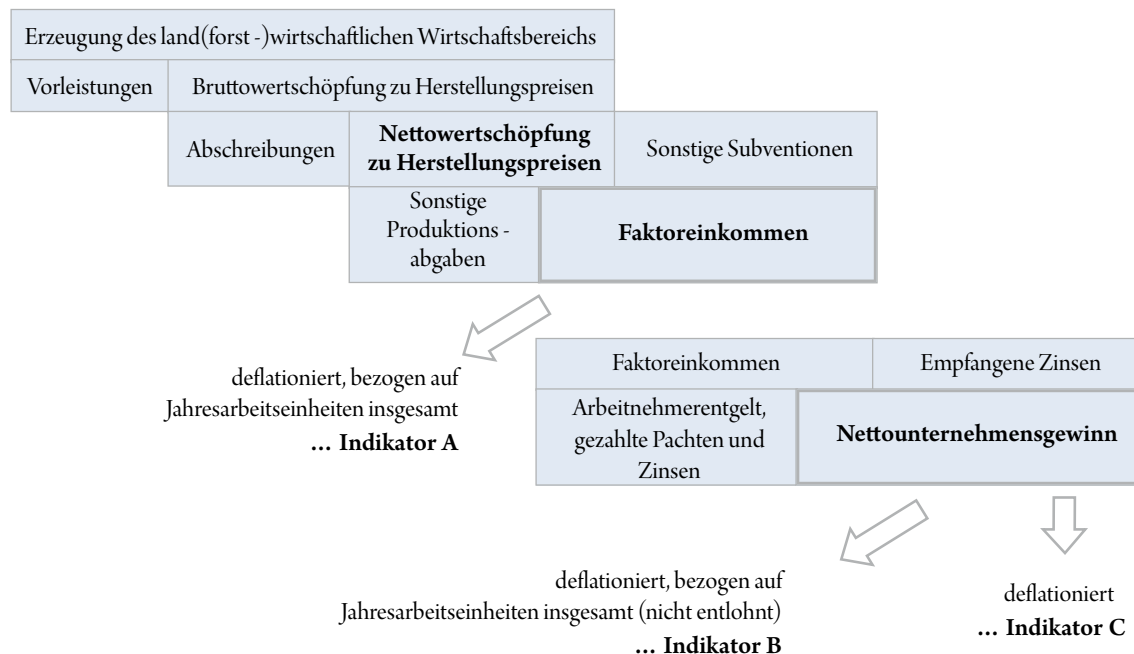 Erzeugung des land(forst -)wirtschaftlichen Wirtschaftsbereichs
Vorleistungen
Bruttowertschöpfung zu Herstellungspreisen
Abschreibungen
Nettowertschöpfung
zu Herstellungspreisen
Sonstige Subventionen
Sonstige
Produktions -
abgaben
Faktoreinkommen
deflationiert, bezogen auf
Jahresarbeitseinheiten insgesamt
... Indikator A
Faktoreinkommen
Empfangene Zinsen
Arbeitnehmerentgelt,
gezahlte Pachten und
Zinsen
Nettounternehmensgewinn
deflationiert, bezogen auf
Jahresarbeitseinheiten insgesamt (nicht entlohnt)
... Indikator B
deflationiert
... Indikator C